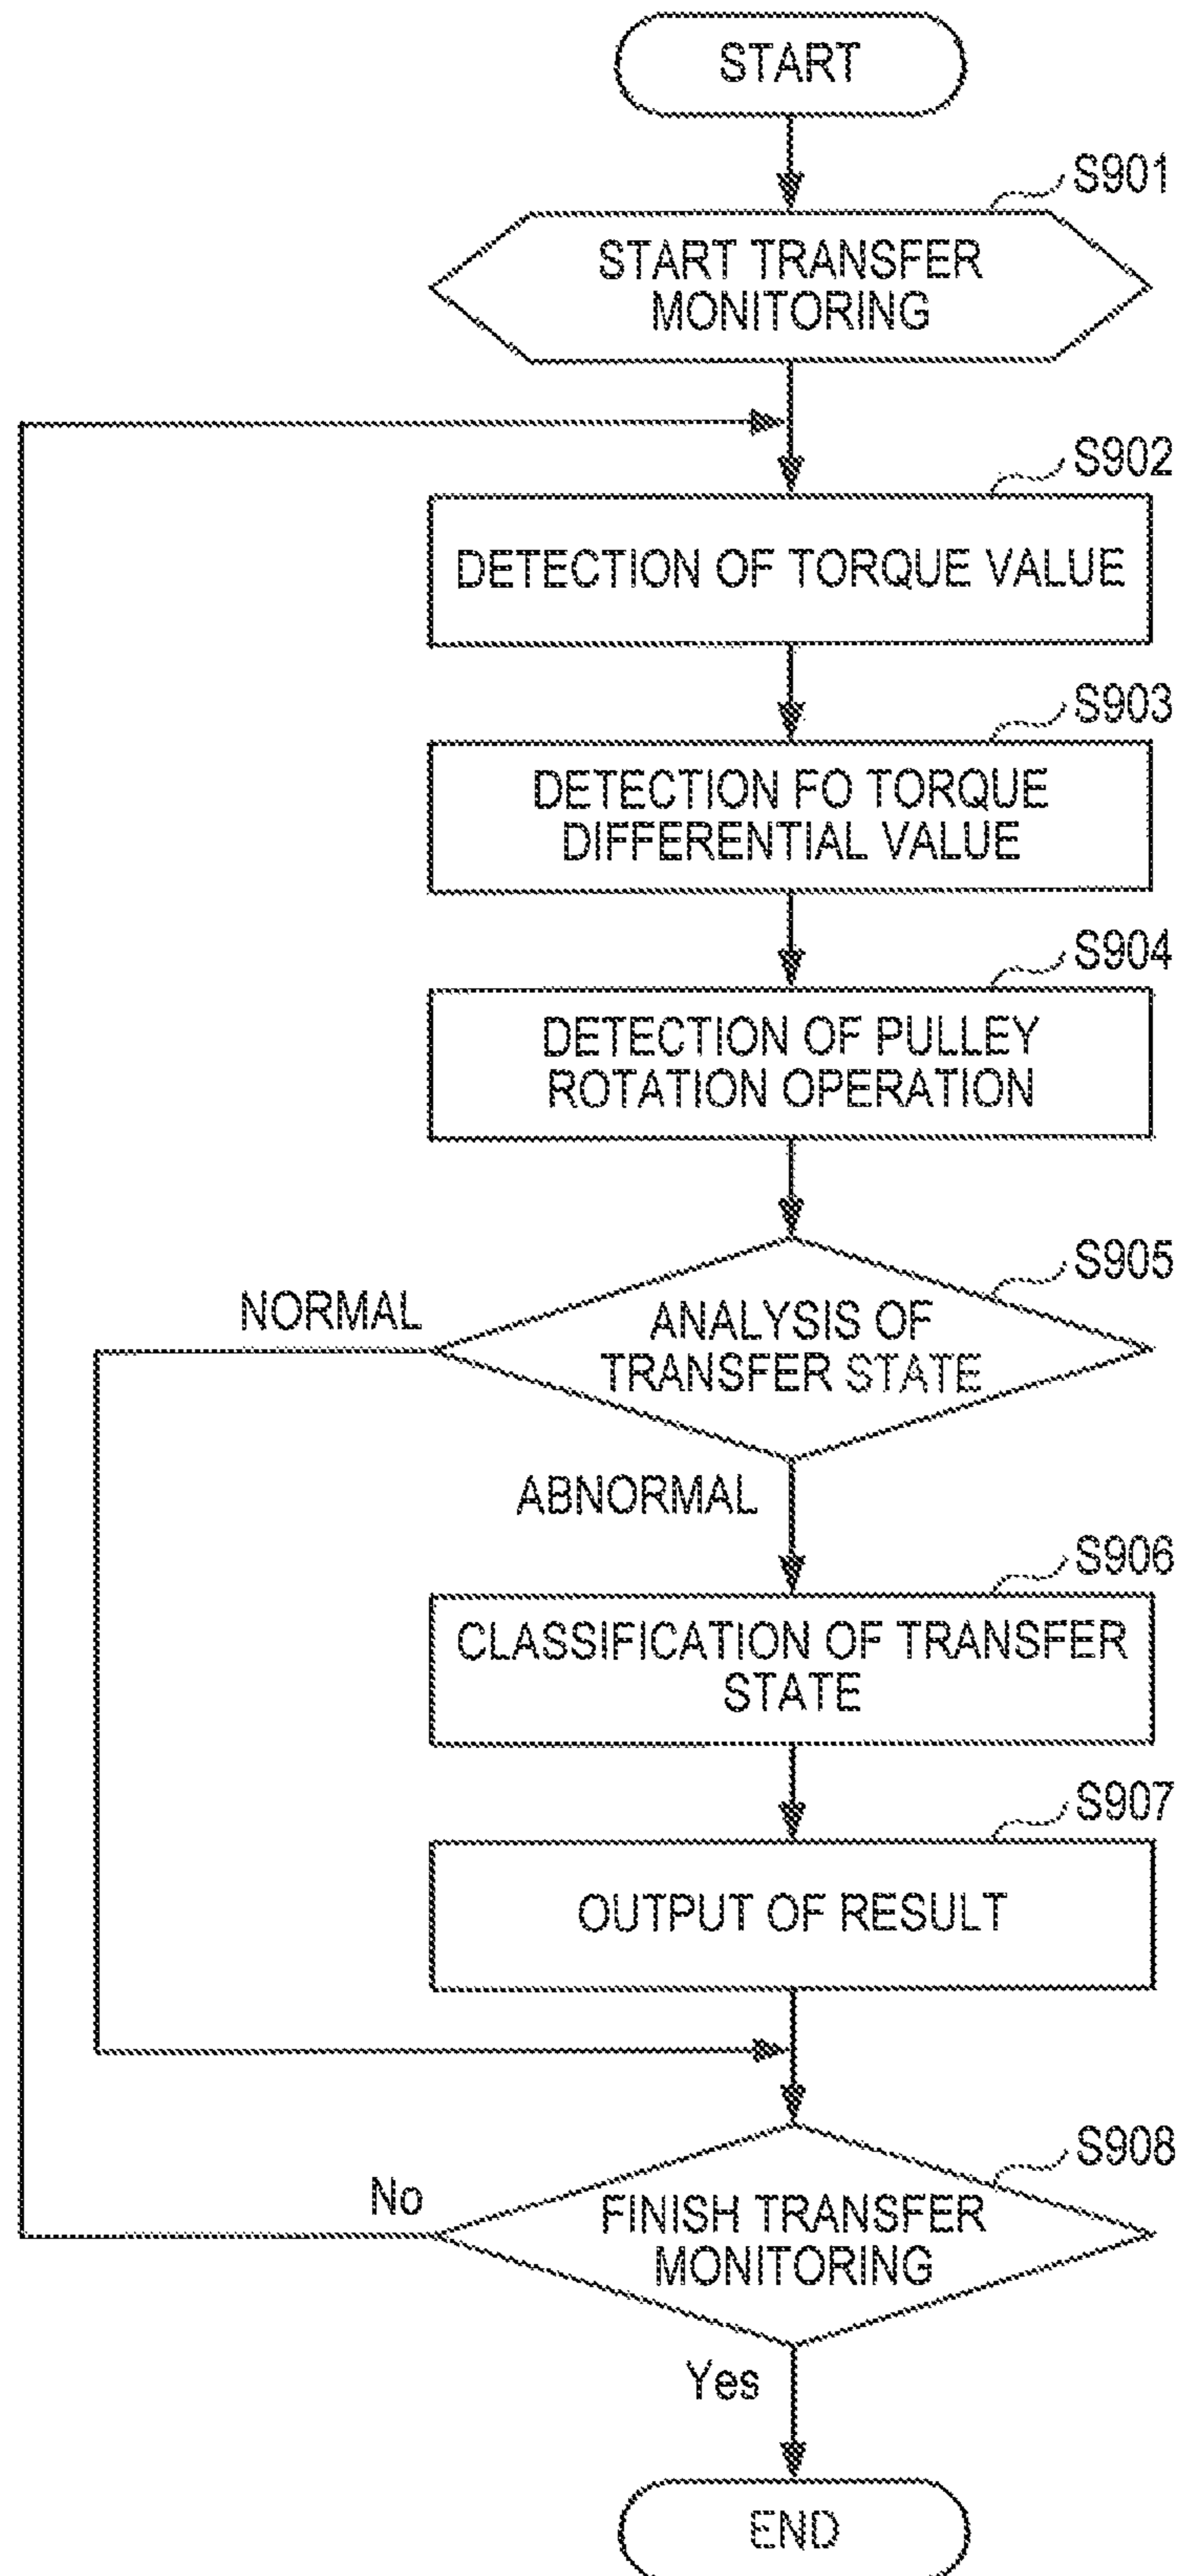 START
S901
START TRANSFER
MONITORING
S902
DETECTION OF TORQUE VALUE
S903
DETECTION FO TORQUE
DIFFERENTIAL VALUE
S904
DETECTION OF PULLEY
ROTATION OPERATION
S905
NORMAL
ANALYSIS OF
TRANSFER STATE
ABNORMAL
S906
CLASSIFICATION OF TRANSFER
STATE
S907
OUTPUT OF RESULT
S908
No
FINISH TRANSFER
MONITORING
Yes
END